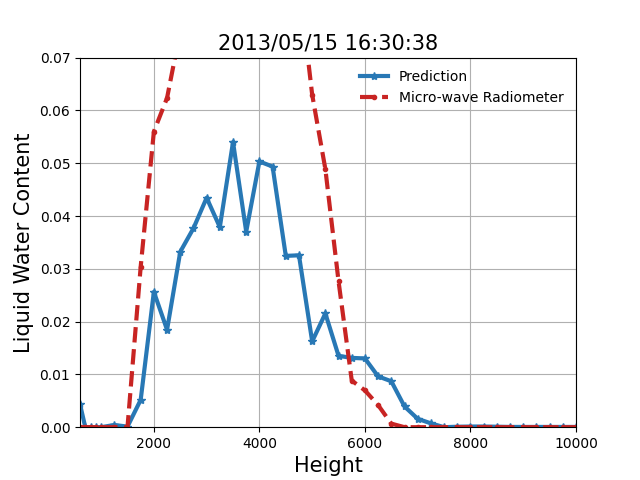 2013/05/15 16:30:38
Prediction
Micro-wave Radiometer
Liquid Water Content
0.07
0.06
0.05
0.04
0.03
0.02
0.01
0.00
2000 4000 6000 8000 10000
Height